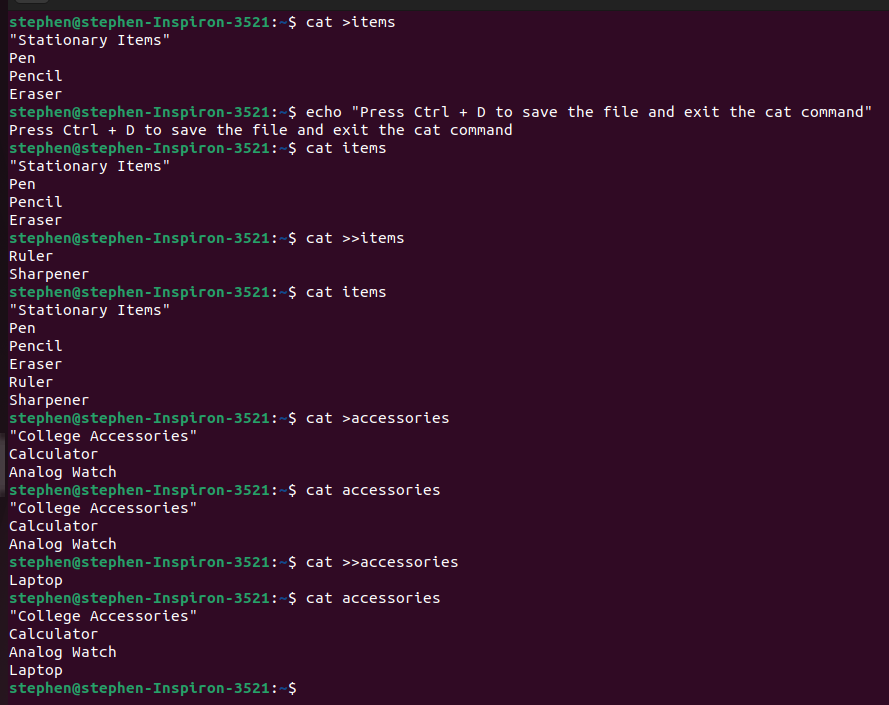 stephen@stephen-Inspiron-3521:~$ cat >items
"Stationary Items"
Pen
Pencil
Eraser
stephen@stephen-Inspiron-3521:~$ echo "Press Ctrl + D to save the file and exit the cat command"
Press Ctrl + D to save the file and exit the cat command
stephen@stephen-Inspiron-3521:~$ cat items
"Stationary Items"
Pen
Pencil
Eraser
stephen@stephen-Inspiron-3521:~$ cat >>items
Ruler
Sharpener
stephen@stephen-Inspiron-3521:~$ cat items
"Stationary Items"
Pen
Pencil
Eraser
Ruler
Sharpener
stephen@stephen-Inspiron-3521:~$ cat >accessories
"College Accessories"
Calculator
Analog Watch
stephen@stephen-Inspiron-3521:~$ cat accessories
"College Accessories"
Calculator
Analog Watch
stephen@stephen-Inspiron-3521:~$ cat >>accessories
Laptop
stephen@stephen-Inspiron-3521:~$ cat accessories
"College Accessories"
Calculator
Analog Watch
Laptop
stephen@stephen-Inspiron-3521:~$